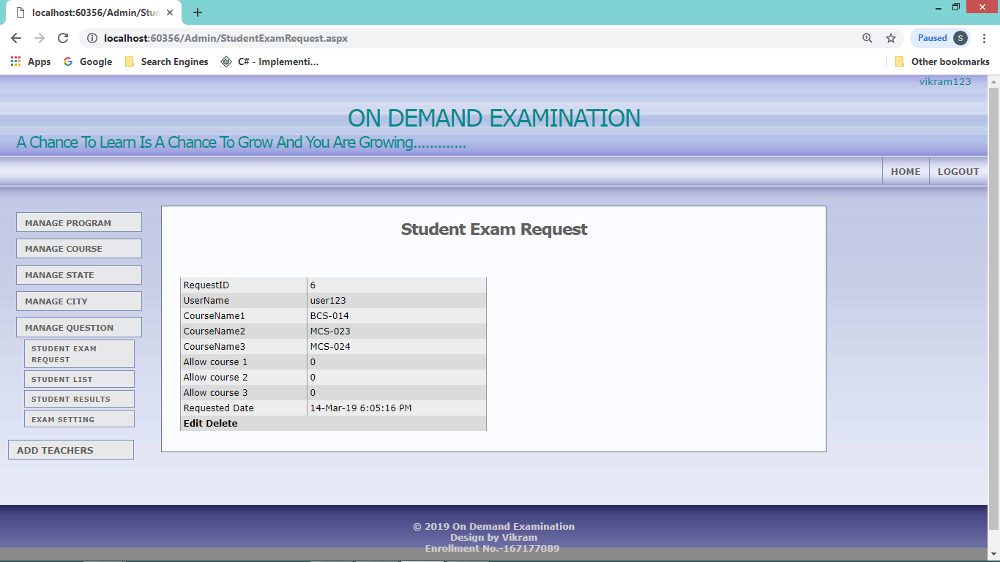 localhost:60356/Admin/Stud
localhost:60356/Admin/StudentExamRequest.aspx
Paused S
Apps Google Search Engines C# - Implementi... Other bookmarks
vikram123
ON DEMAND EXAMINATION
A Chance To Learn Is A Chance To Grow And You Are Growing.............
HOME LOGOUT
MANAGE PROGRAM
MANAGE COURSE
MANAGE STATE
MANAGE CITY
MANAGE QUESTION
STUDENT EXAM
REQUEST
STUDENT LIST
STUDENT RESULTS
EXAM SETTING
ADD TEACHERS
Student Exam Request
RequestID 6
UserName user123
CourseName1 BCS-014
CourseName2 MCS-023
CourseName3 MCS-024
Allow course 1 0
Allow course 2 0
Allow course 3 0
Requested Date 14-Mar-19 6:05:16 PM
Edit Delete
© 2019 On Demand Examination
Design by Vikram
Enrollment No.-167177089